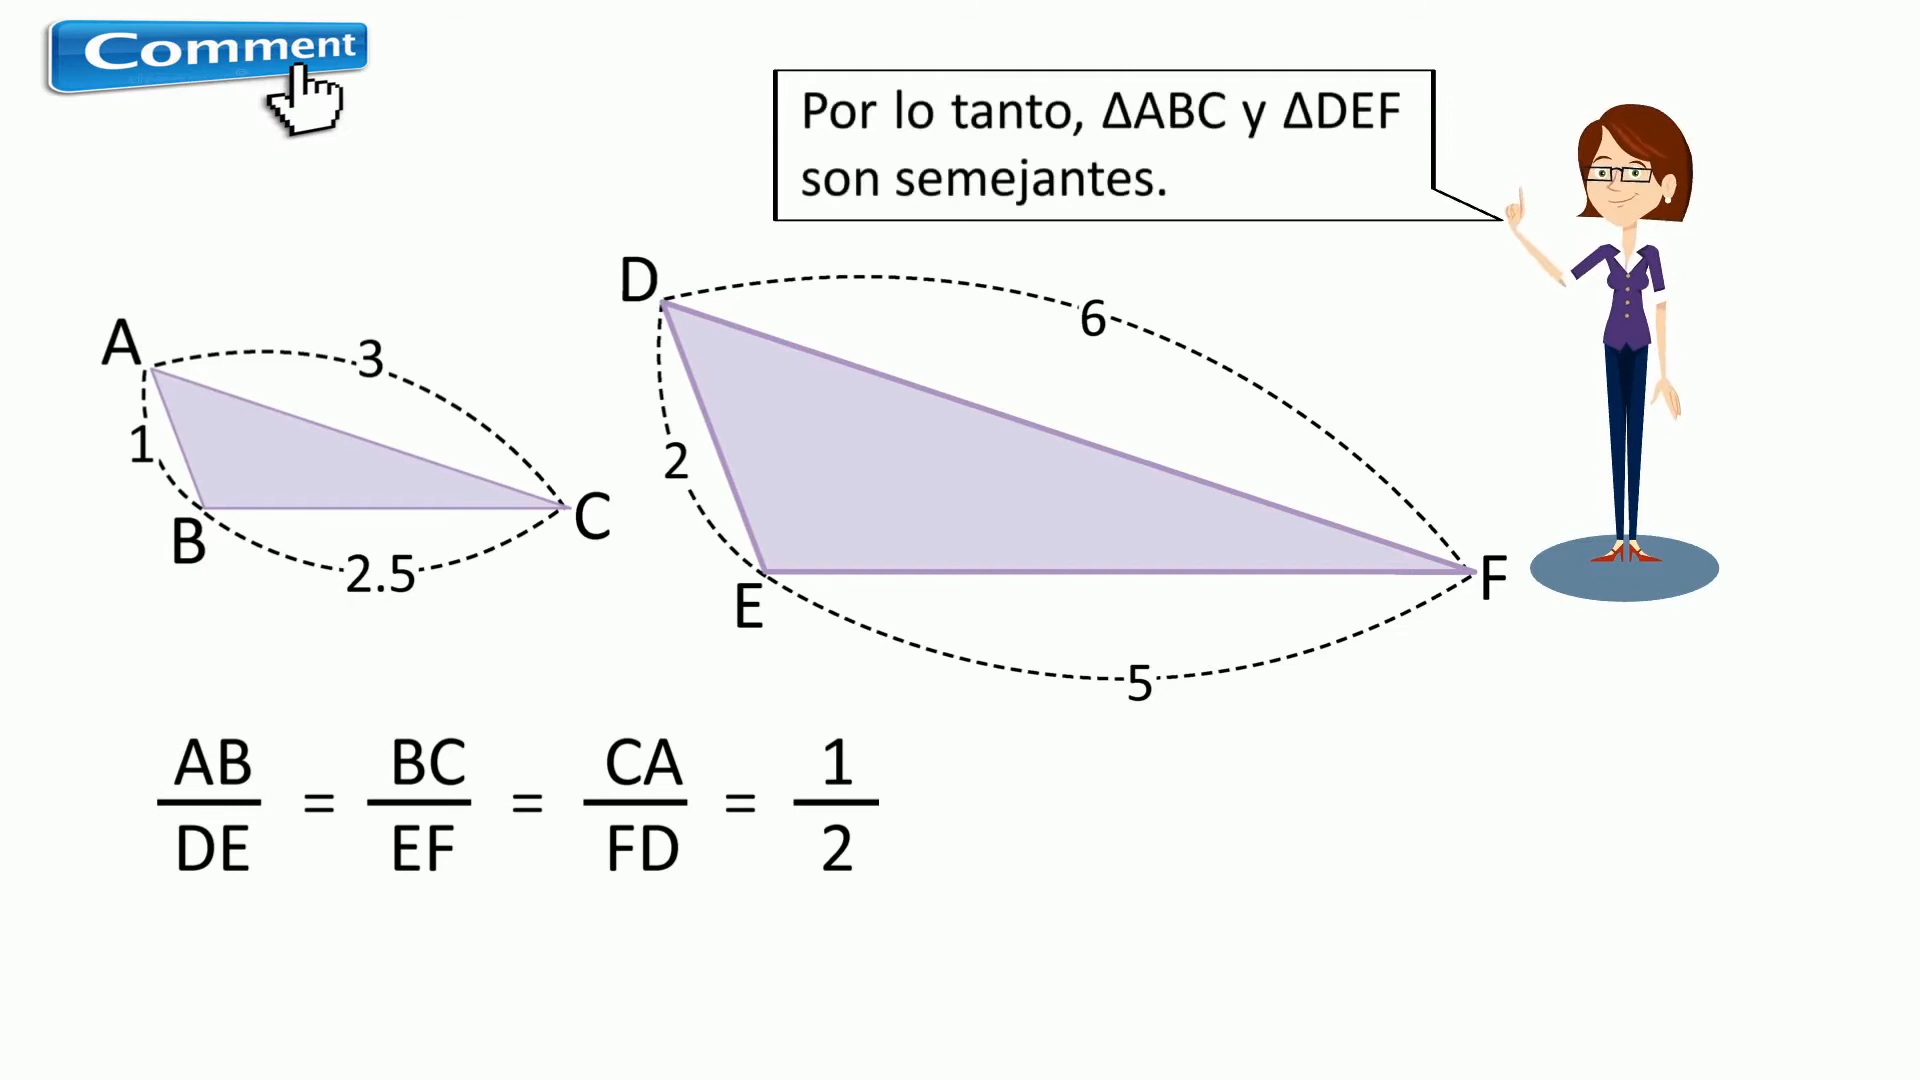 Comment
Por lo tanto, ΔABC y ΔDEF
son semejantes.
D
6
A
3
1
2
B
C
2.5
E
F
5
AB BC CA 1
= = =
DE EF FD 2